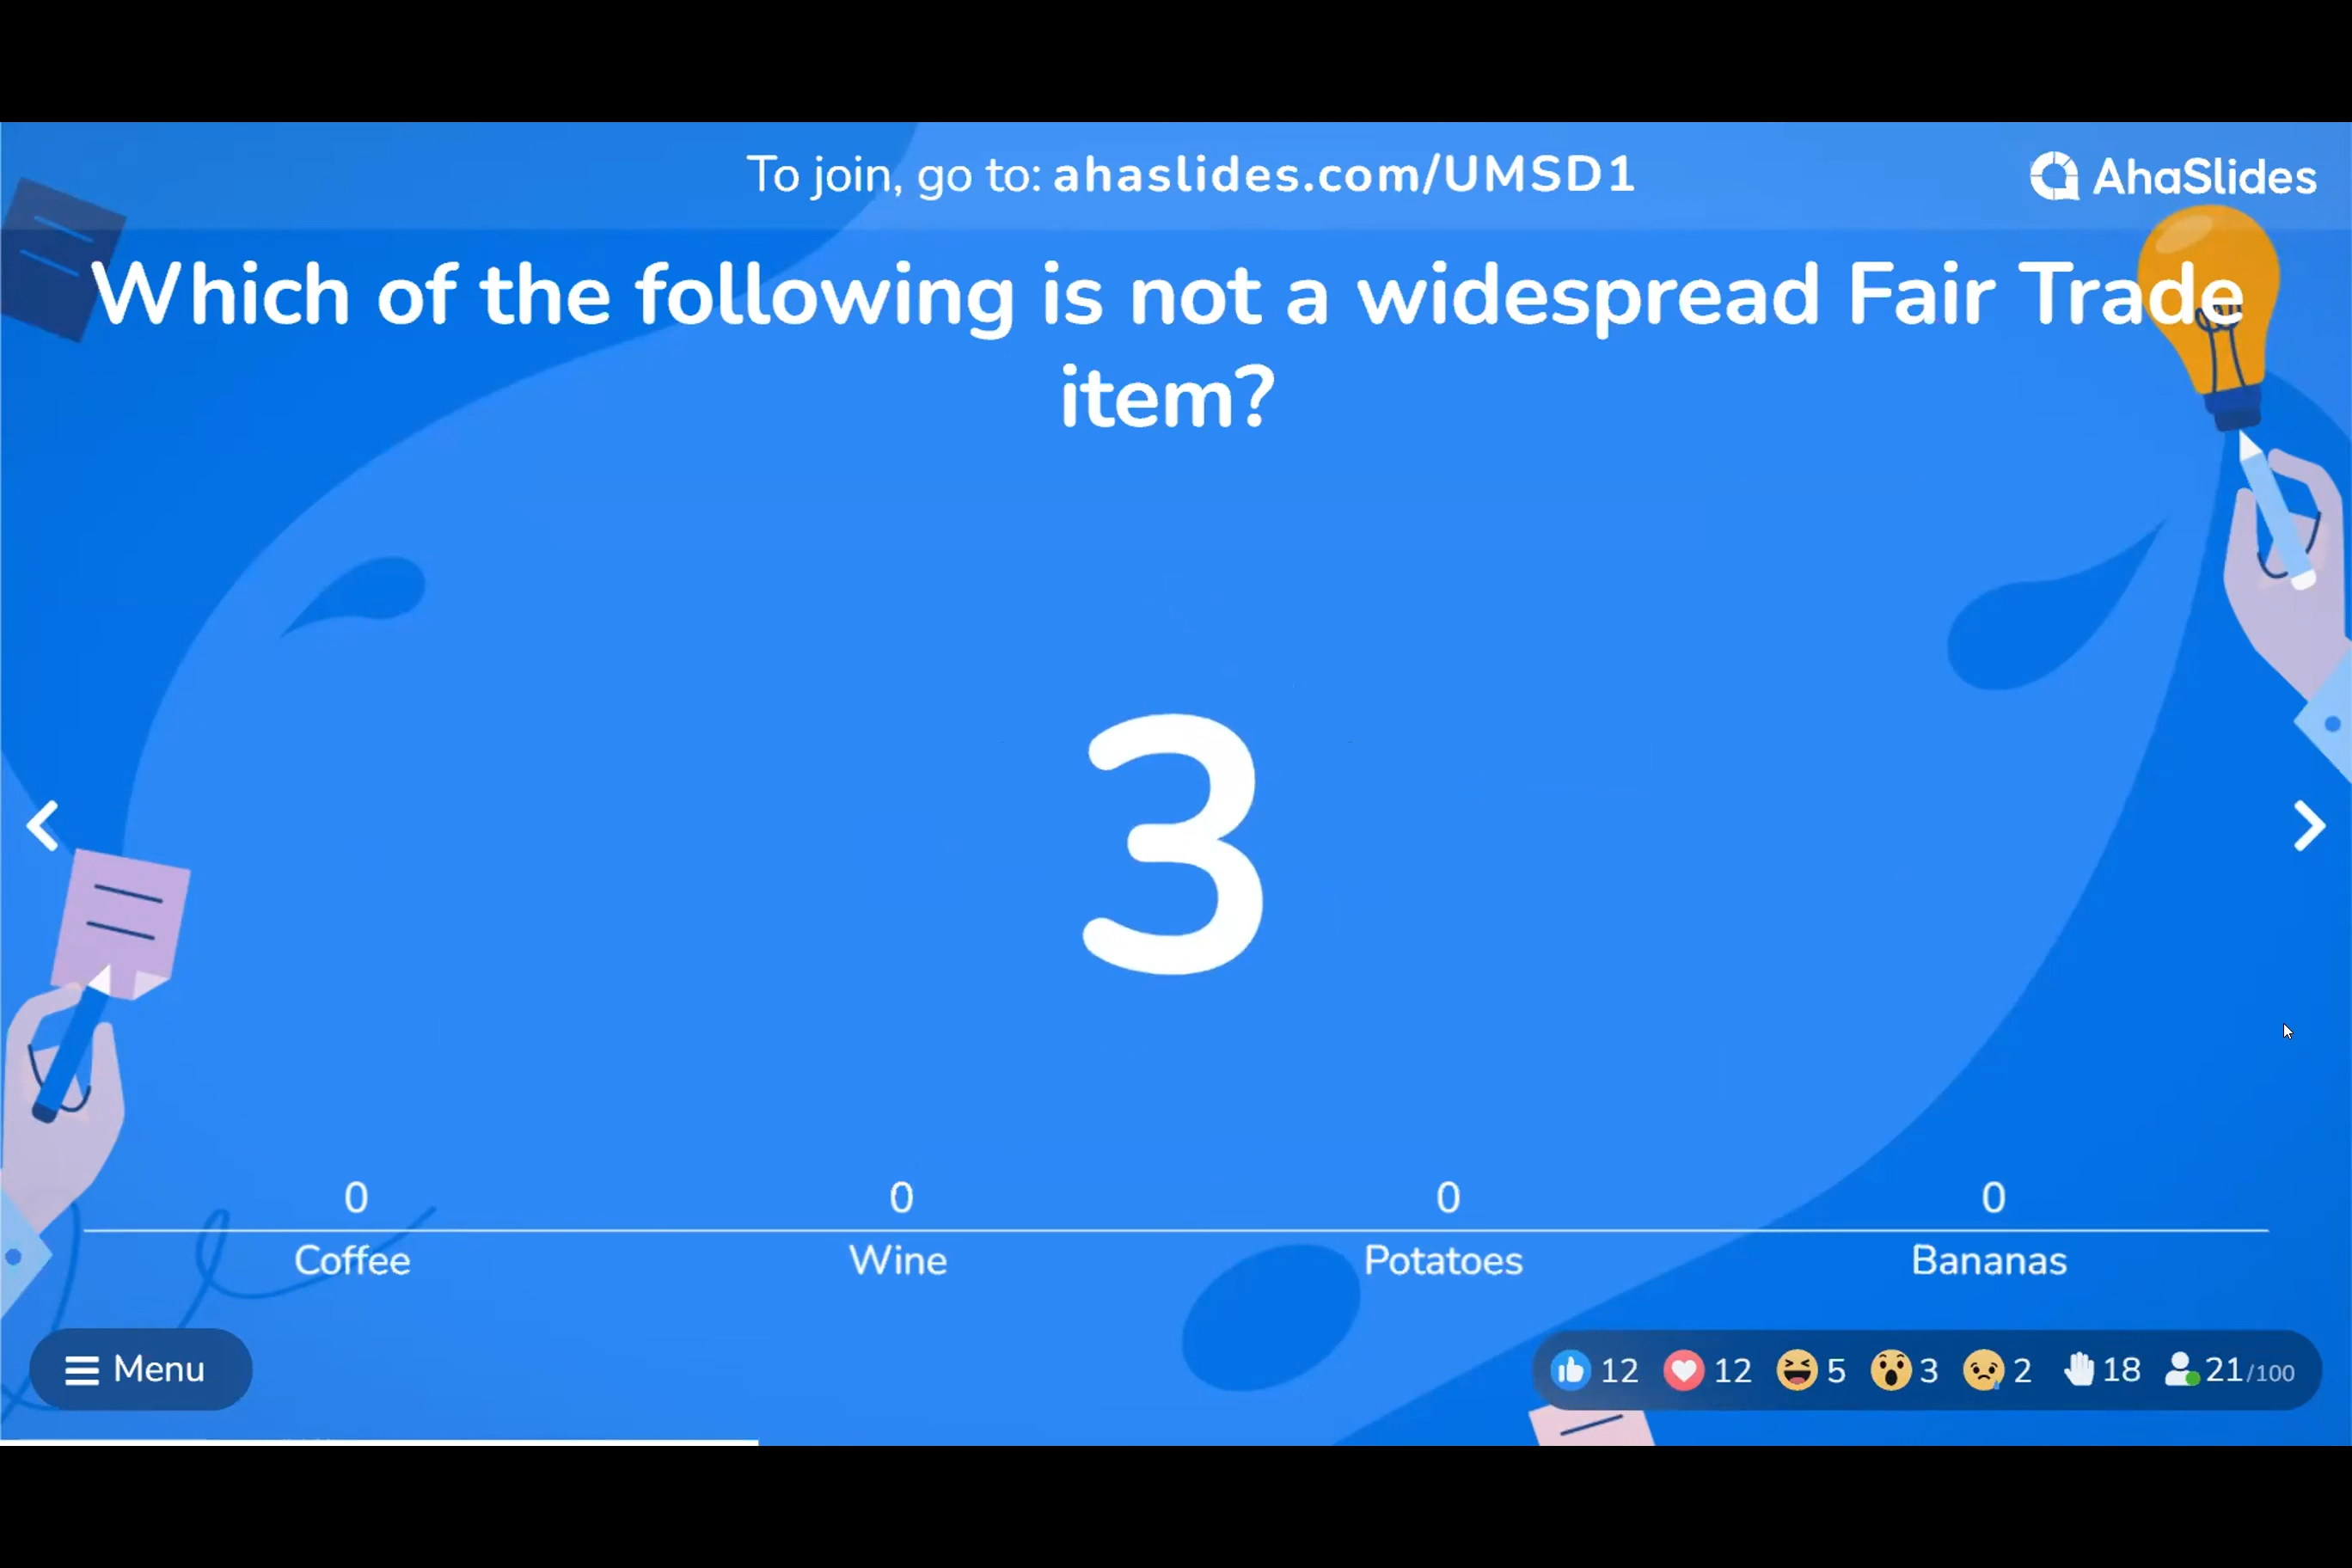 To join, go to: ahaslides.com/UMSD1
AhaSlides
Which of the following is not a widespread Fair Trade
item?
3
0 0 0 0
Coffee Wine Potatoes Bananas
Menu
12 12 5 3 2 18 21/100